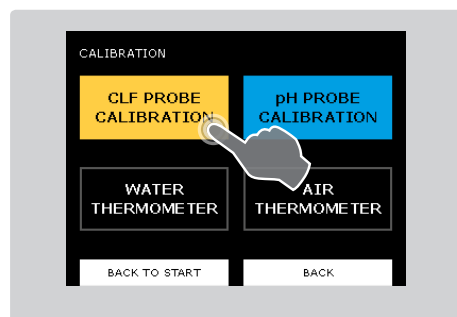 CALIBRATION
CLF PROBE
CALIBRATION
pH PROBE
CALIBRATION
WATER
THERMOMETER
AIR
THERMOMETER
BACK TO START
BACK